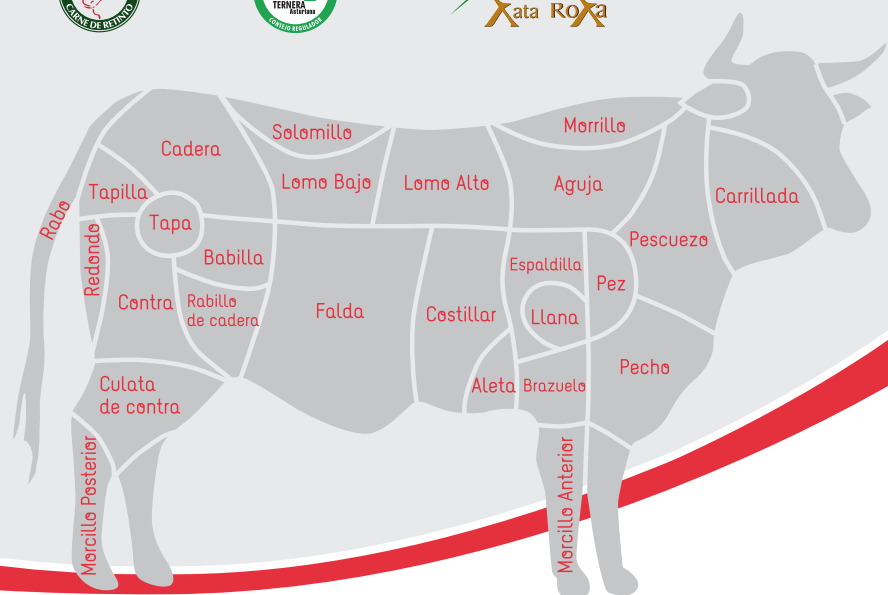 CARNE DE RETINTO
TERNERA
Asturiana
CONSEJO REGULADOR
Xata RoXa
Solomillo
Morrillo
Cadera
Lomo Bajo
Lomo Alto
Aguja
Carrillada
Tapilla
Rabo
Tapa
Pescuezo
Redondo
Babilla
Espaldilla
Pez
Contra
Rabillo
de cadera
Falda
Costillar
Llana
Pecho
Culata
de contra
Aleta
Brazuelo
Morcillo Posterior
Morcillo Anterior